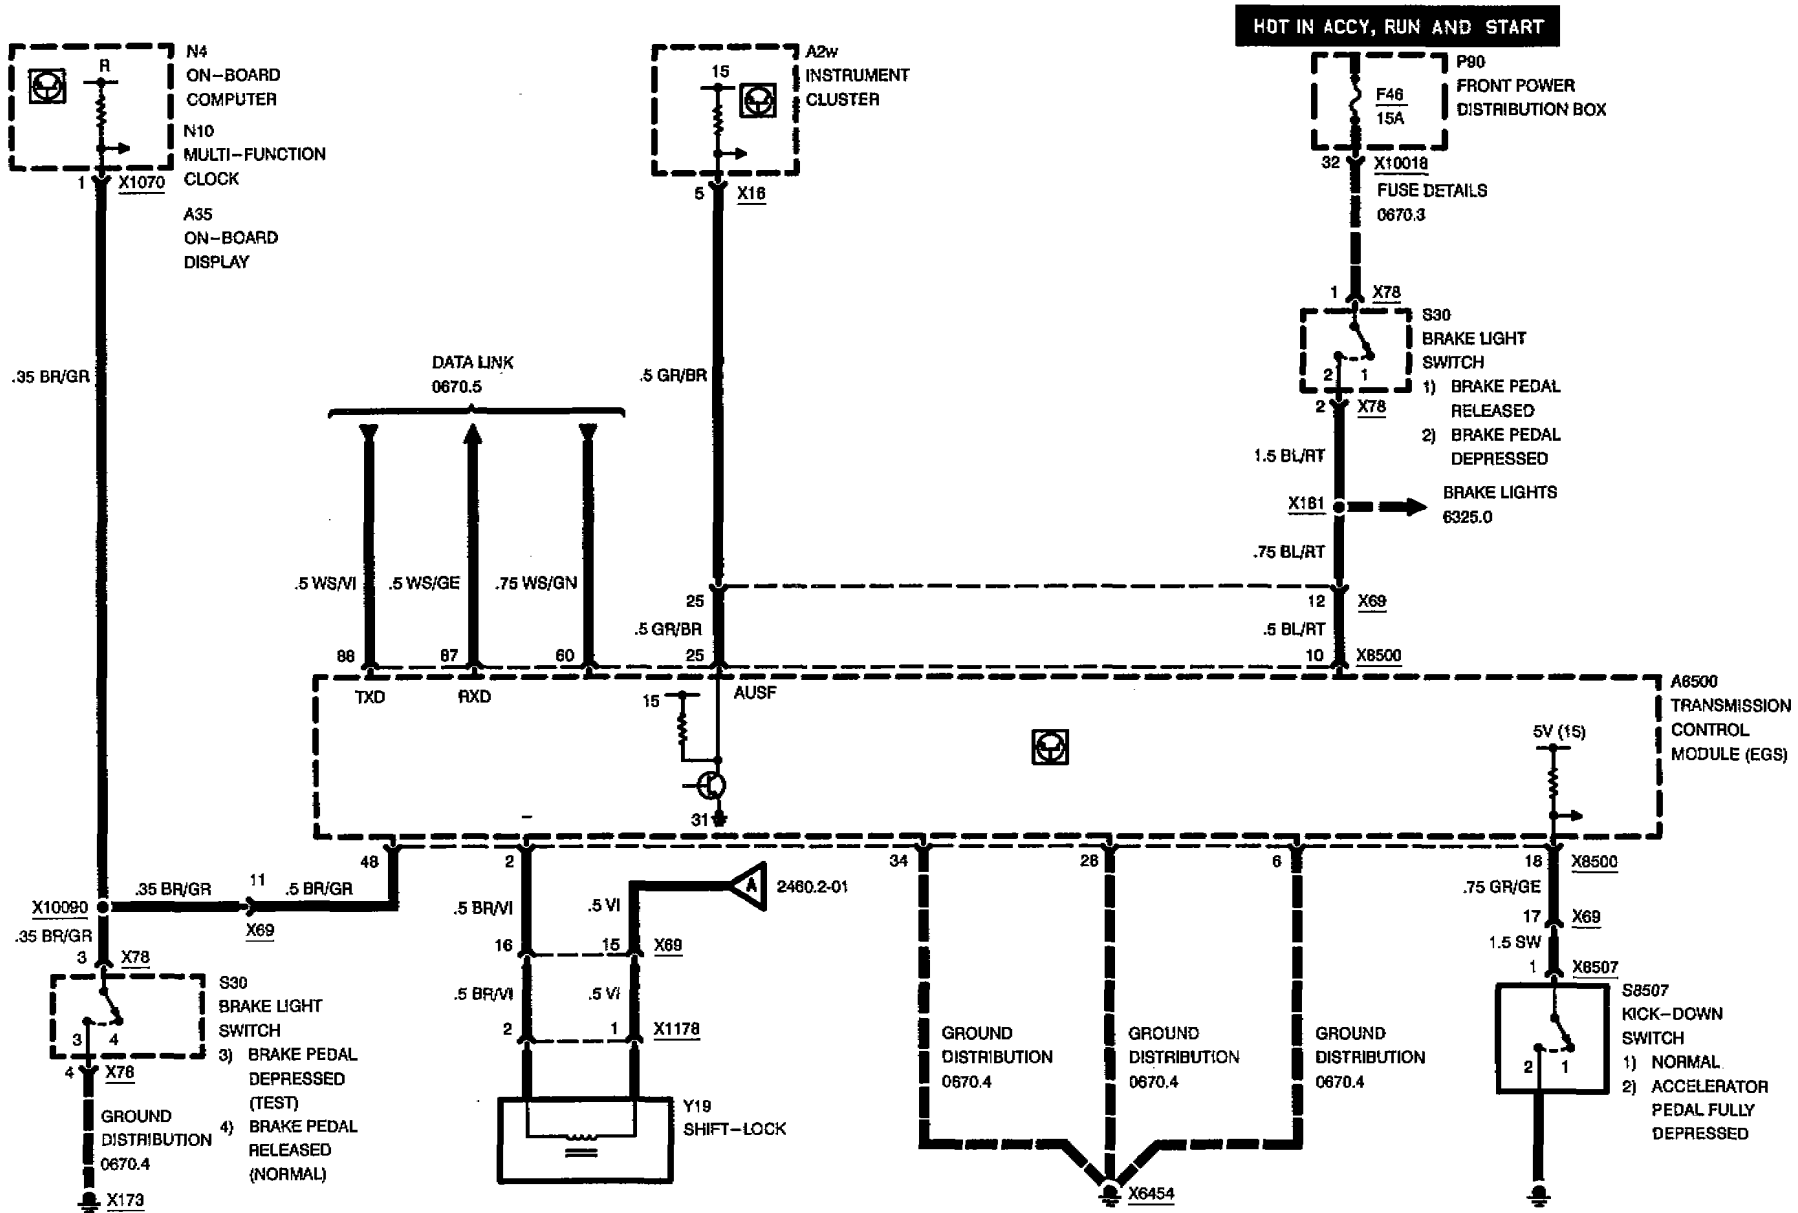 HOT IN ACCY, RUN AND START
N4
ON-BOARD
COMPUTER
N10
MULTI-FUNCTION
CLOCK
A35
ON-BOARD
DISPLAY
R
1 X1070
A2w
INSTRUMENT
CLUSTER
15
5 X16
P90
FRONT POWER
DISTRIBUTION BOX
F46
15A
32 X10018
FUSE DETAILS
0670.3
1 X78
S30
BRAKE LIGHT
SWITCH
1) BRAKE PEDAL
RELEASED
2) BRAKE PEDAL
DEPRESSED
2 1
2 X78
.35 BR/GR
DATA LINK
0670.5
.5 GR/BR
1.5 BL/RT
X181
BRAKE LIGHTS
6325.0
.75 BL/RT
.5 WS/VI
.5 WS/GE
.75 WS/GN
25
12 X69
.5 GR/BR
.5 BL/RT
88
87
60
25
10 X8500
TXD
RXD
15
AUSF
31
5V (15)
A8500
TRANSMISSION
CONTROL
MODULE (EGS)
48
2
34
28
6
18 X8500
.35 BR/GR
11
.5 BR/GR
X10090
X69
.35 BR/GR
3 X78
S30
BRAKE LIGHT
SWITCH
3) BRAKE PEDAL
DEPRESSED
(TEST)
4) BRAKE PEDAL
RELEASED
(NORMAL)
3 4
4 X78
GROUND
DISTRIBUTION
0670.4
X173
.5 BR/VI
.5 VI
A
2460.2-01
16
15 X69
.5 BR/VI
.5 VI
2
1 X1178
Y19
SHIFT-LOCK
GROUND
DISTRIBUTION
0670.4
GROUND
DISTRIBUTION
0670.4
GROUND
DISTRIBUTION
0670.4
X6454
.75 GR/GE
17 X69
1.5 SW
1 X8507
S8507
KICK-DOWN
SWITCH
1) NORMAL
2) ACCELERATOR
PEDAL FULLY
DEPRESSED
2 1